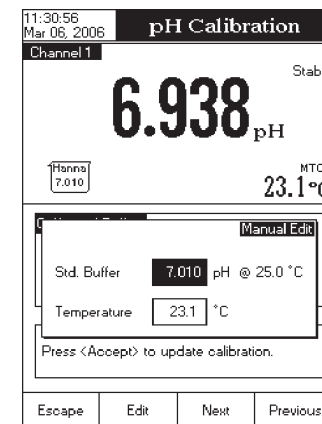 11:30:56
Mar 06, 2006
pH Calibration
Channel 1
Stab
6.938 pH
Hanna
7.010
MTC
23.1°C
Manual Edit
Std. Buffer 7.010 pH @ 25.0 °C
Temperature 23.1 °C
Press <Accept> to update calibration.
Escape Edit Next Previous